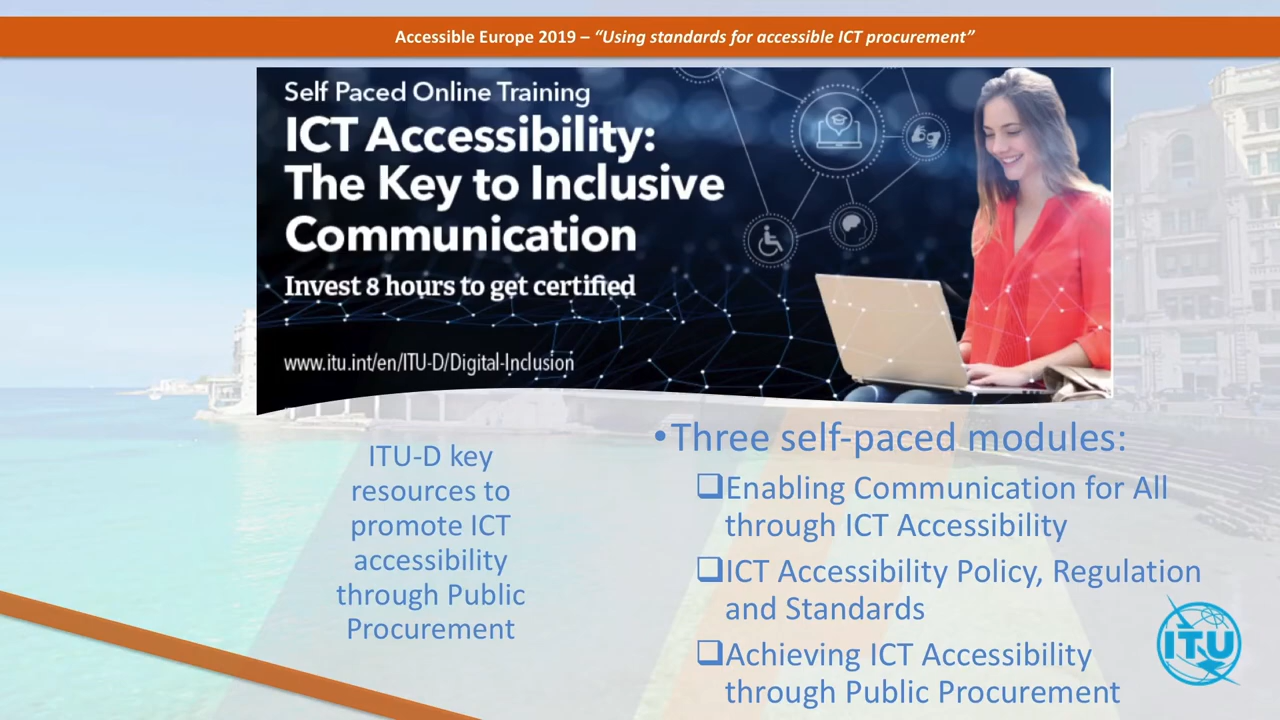 Accessible Europe 2019 – “Using standards for accessible ICT procurement”
Self Paced Online Training
ICT Accessibility:
The Key to Inclusive
Communication
Invest 8 hours to get certified
www.itu.int/en/ITU-D/Digital-Inclusion
ITU-D key
resources to
promote ICT
accessibility
through Public
Procurement
•Three self-paced modules:
❑Enabling Communication for All
through ICT Accessibility
❑ICT Accessibility Policy, Regulation
and Standards
❑Achieving ICT Accessibility
through Public Procurement
ITU